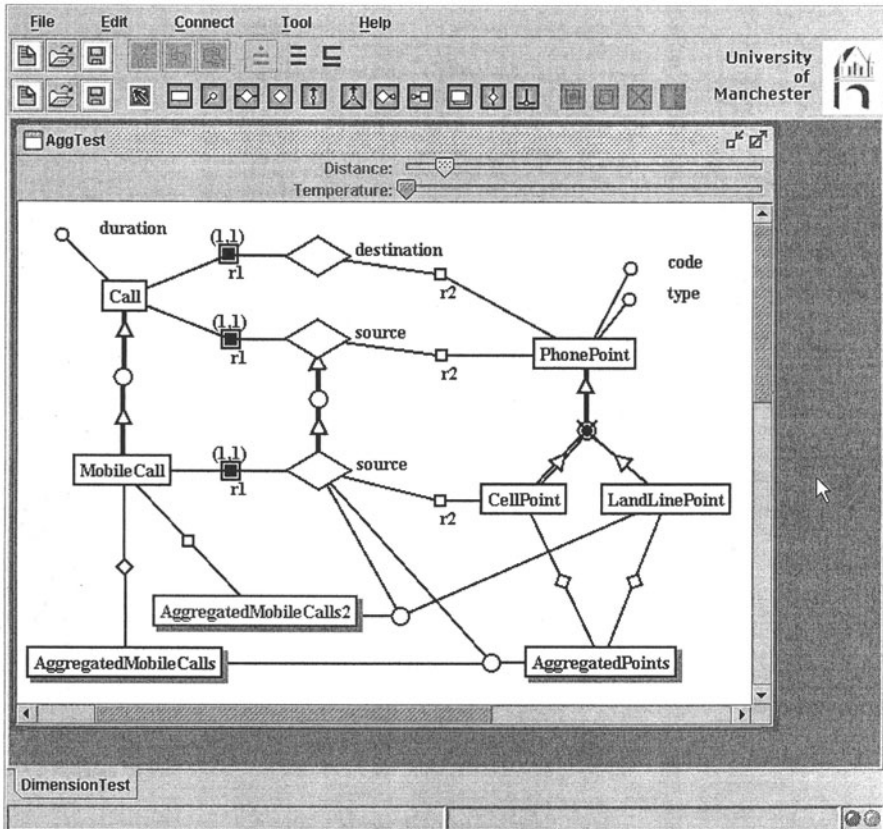 File Edit Connect Tool Help
University
of
Manchester
AggTest
Distance:
Temperature:
duration
(1,1)
r1
destination
r2
code
type
Call
(1,1)
r1
source
r2
PhonePoint
(1,1)
r1
source
MobileCall
r2
CellPoint
LandLinePoint
AggregatedMobileCalls2
AggregatedMobileCalls
AggregatedPoints
DimensionTest